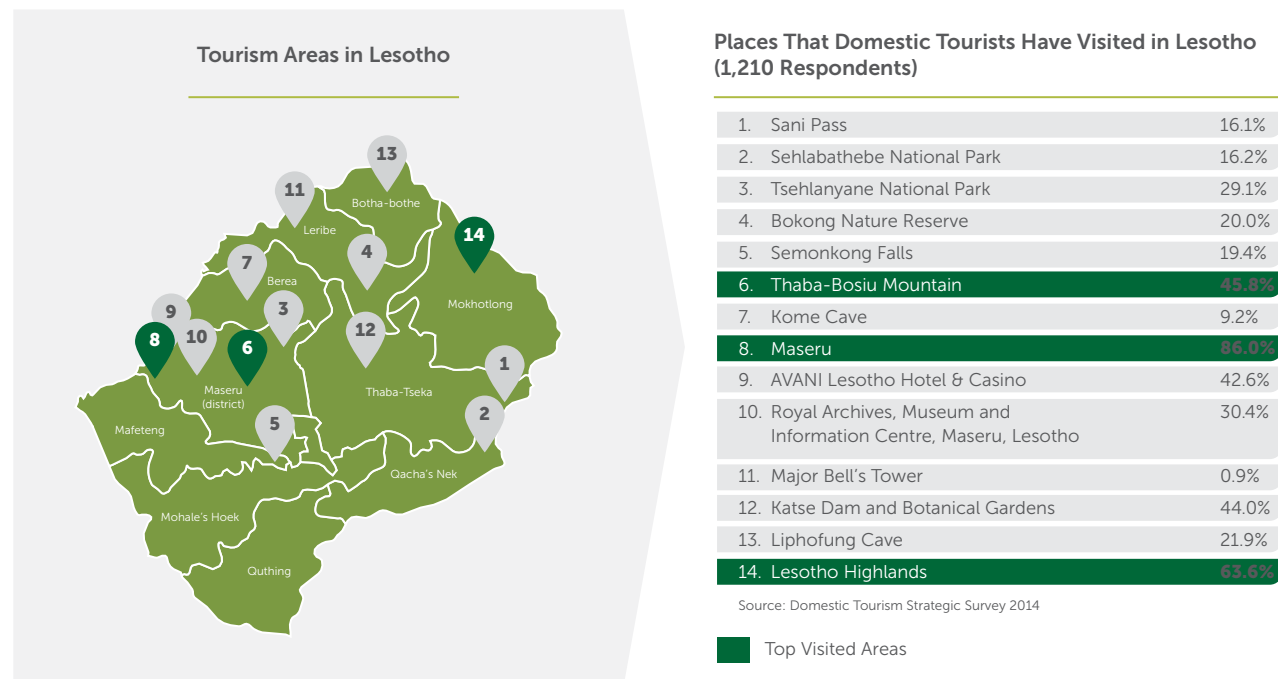 Tourism Areas in Lesotho
13
11
Botha-bothe
Leribe
14
4
7
Berea
Mokhotlong
9
3
10
12
8
6
1
Maseru
(district)
Thaba-Tseka
2
5
Mafeteng
Qacha's Nek
Mohale's Hoek
Quthing
Places That Domestic Tourists Have Visited in Lesotho
(1,210 Respondents)
1. Sani Pass 16.1%
2. Sehlabathebe National Park 16.2%
3. Tsehlanyane National Park 29.1%
4. Bokong Nature Reserve 20.0%
5. Semonkong Falls 19.4%
6. Thaba-Bosiu Mountain 45.8%
7. Kome Cave 9.2%
8. Maseru 86.0%
9. AVANI Lesotho Hotel & Casino 42.6%
10. Royal Archives, Museum and 30.4%
Information Centre, Maseru, Lesotho
11. Major Bell's Tower 0.9%
12. Katse Dam and Botanical Gardens 44.0%
13. Liphofung Cave 21.9%
14. Lesotho Highlands 63.6%
Source: Domestic Tourism Strategic Survey 2014
Top Visited Areas